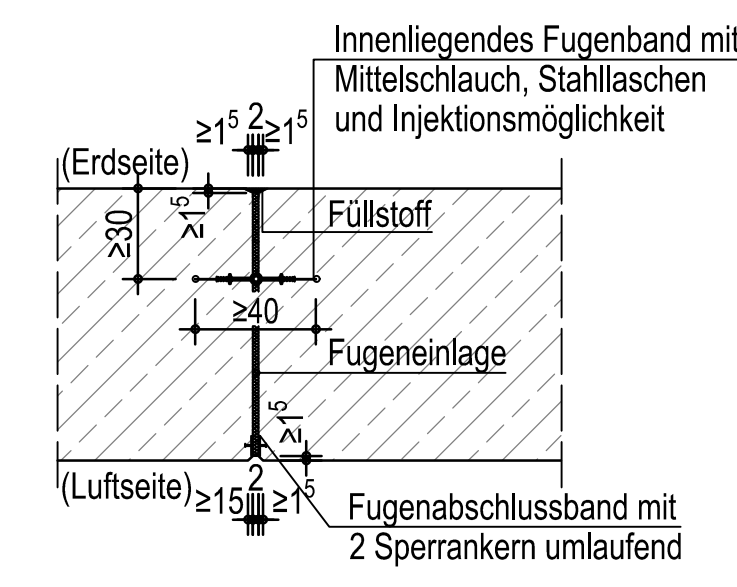 Innenliegendes Fugenband mit
Mittelschlauch, Stahllaschen
und Injektionsmöglichkeit
≥1⁵ 2 ≥1⁵
(Erdseite)
≥30
≥1⁵
Füllstoff
≥40
Fugeneinlage
≥1⁵
(Luftseite)
≥15 2 ≥1⁵
Fugenabschlussband mit
2 Sperrankern umlaufend